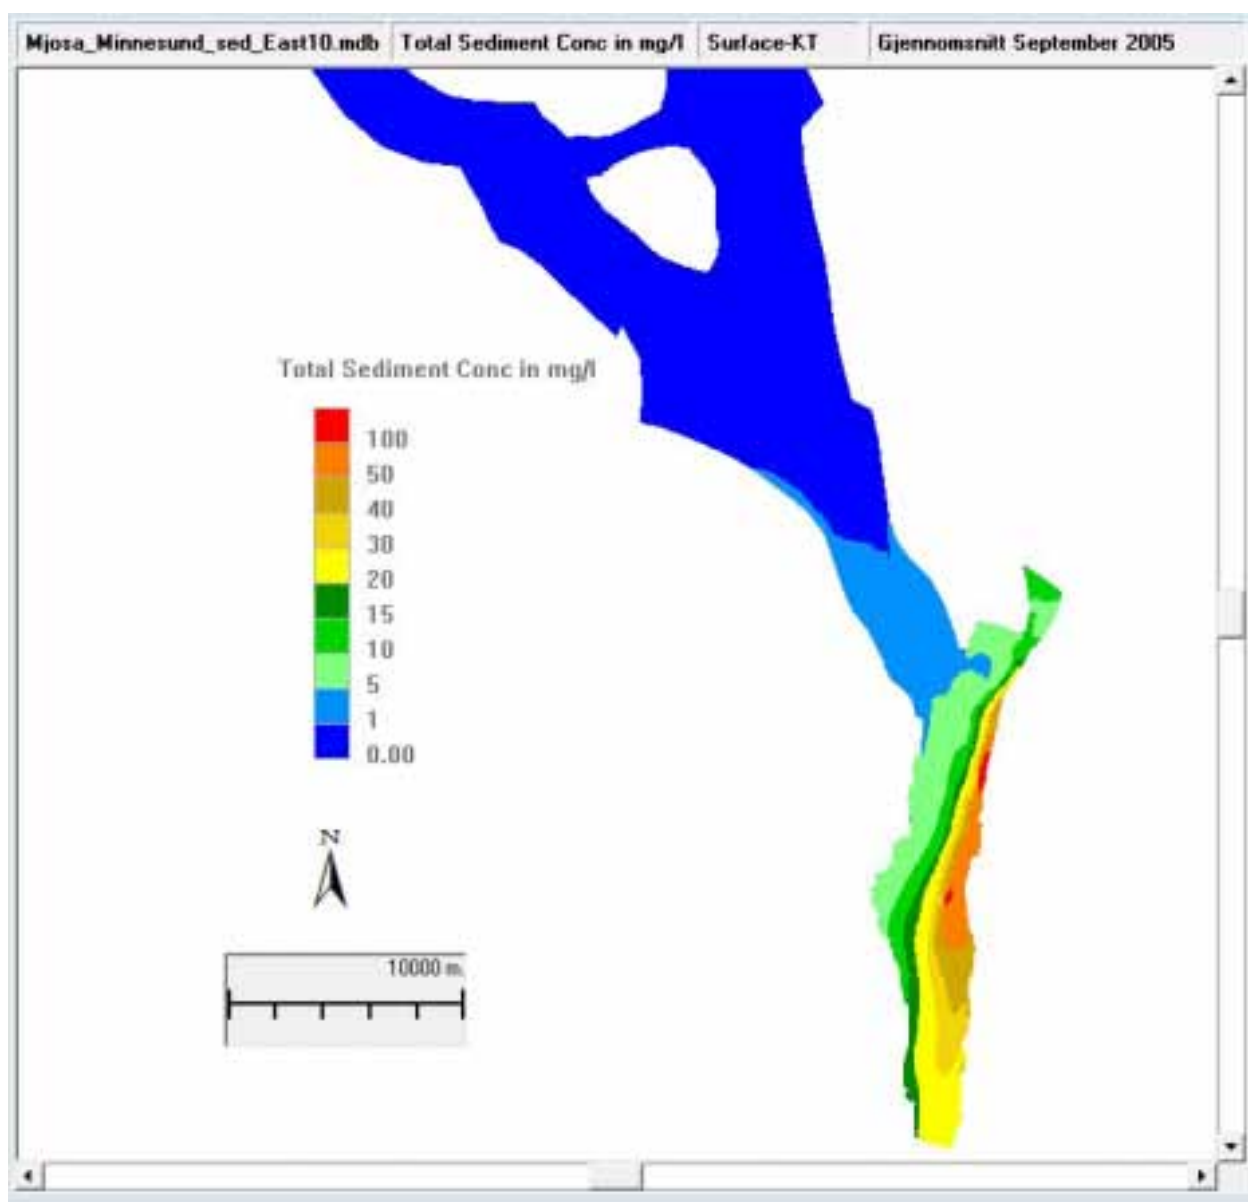 Mjosa_Minnesund_sed_East10.mdb Total Sediment Conc in mg/l Surface-KT Gjennomsnitt September 2005
Total Sediment Conc in mg/l
100
50
40
30
20
15
10
5
1
0.00
N
10000 m.